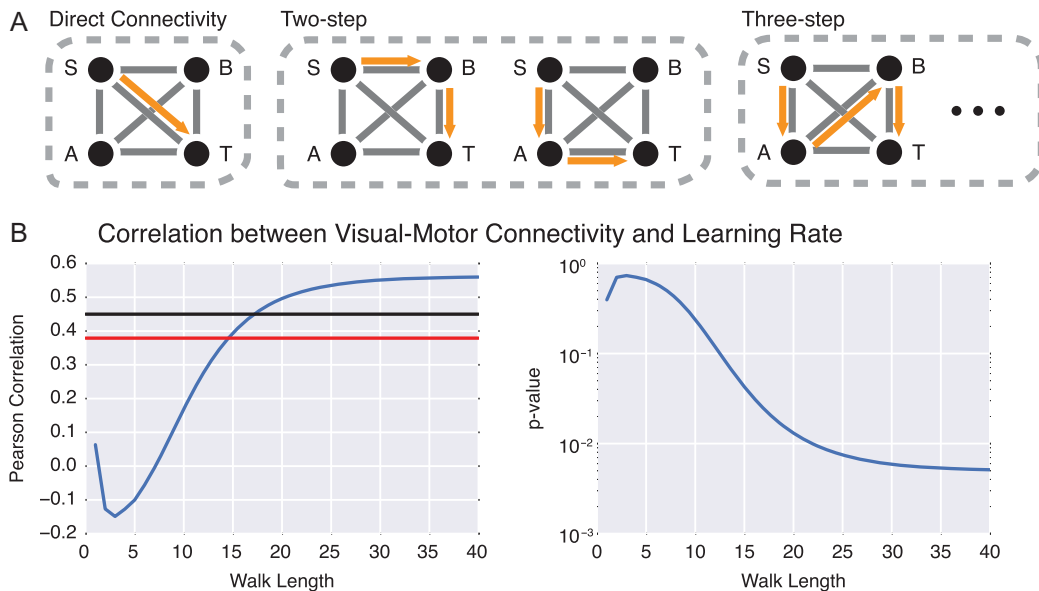 A
Direct Connectivity
Two-step
Three-step
S B
S B
S B
S B
A T
A T
A T
A T
B
Correlation between Visual-Motor Connectivity and Learning Rate
0.6
0.5
0.4
0.3
0.2
0.1
0.0
−0.1
−0.2
Pearson Correlation
0 5 10 15 20 25 30 35 40
Walk Length
10⁰
10⁻¹
10⁻²
10⁻³
p-value
0 5 10 15 20 25 30 35 40
Walk Length